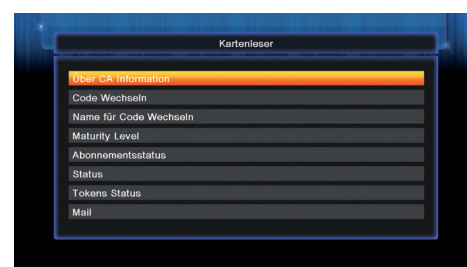 Kartenleser
Über CA Information
Code Wechseln
Name für Code Wechseln
Maturity Level
Abonnementsstatus
Status
Tokens Status
Mail